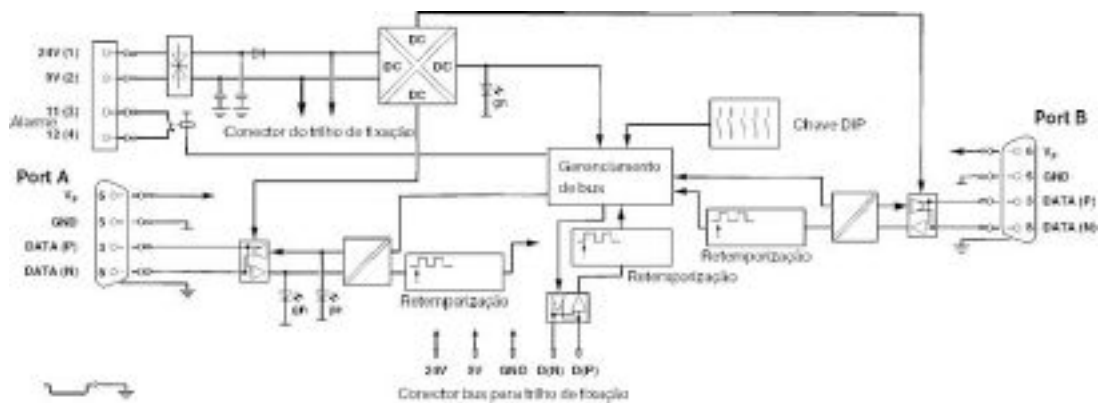 24V (1)
0V (2)
11 (3)
Alarme
12 (4)
DC
DC
DC
DC
Conector do trilho de fixação
Chave DIP
Gerenciamento
de bus
Port B
6 Vp
5 GND
3 DATA (P)
8 DATA (N)
Port A
Vp 6
GND 5
DATA (P) 3
DATA (N) 8
gn
gn
ye
Retemporização
Retemporização
Retemporização
24V
GND
D(N)
D(P)
Conector bus para trilho de fixação